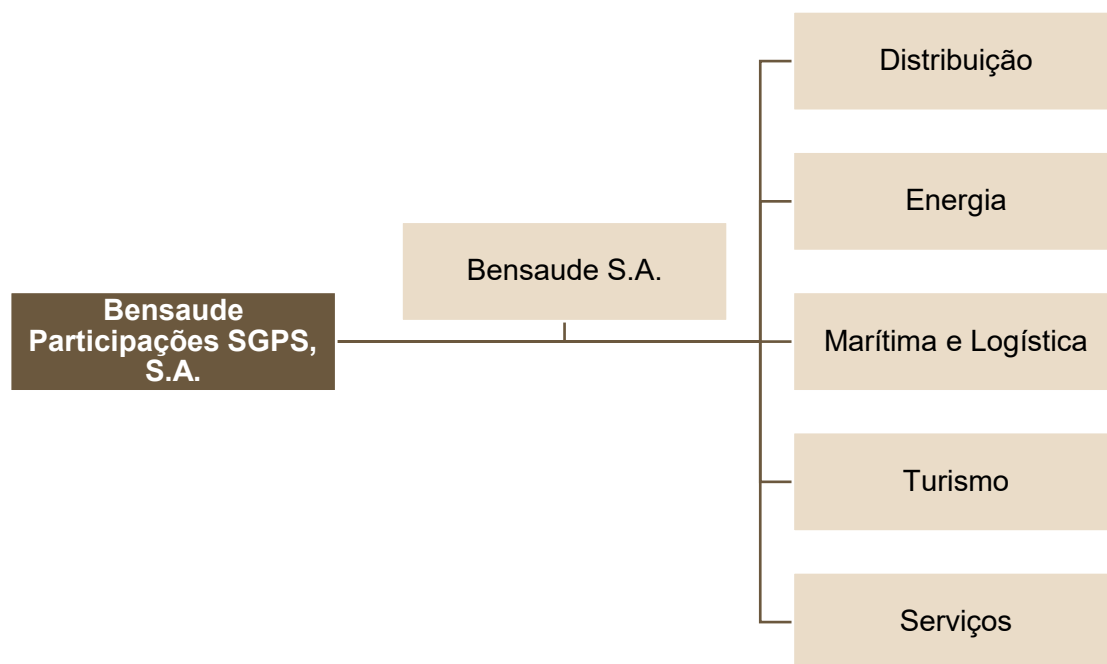 Bensaude
Participações SGPS,
S.A.
Bensaude S.A.
Distribuição
Energia
Marítima e Logística
Turismo
Serviços